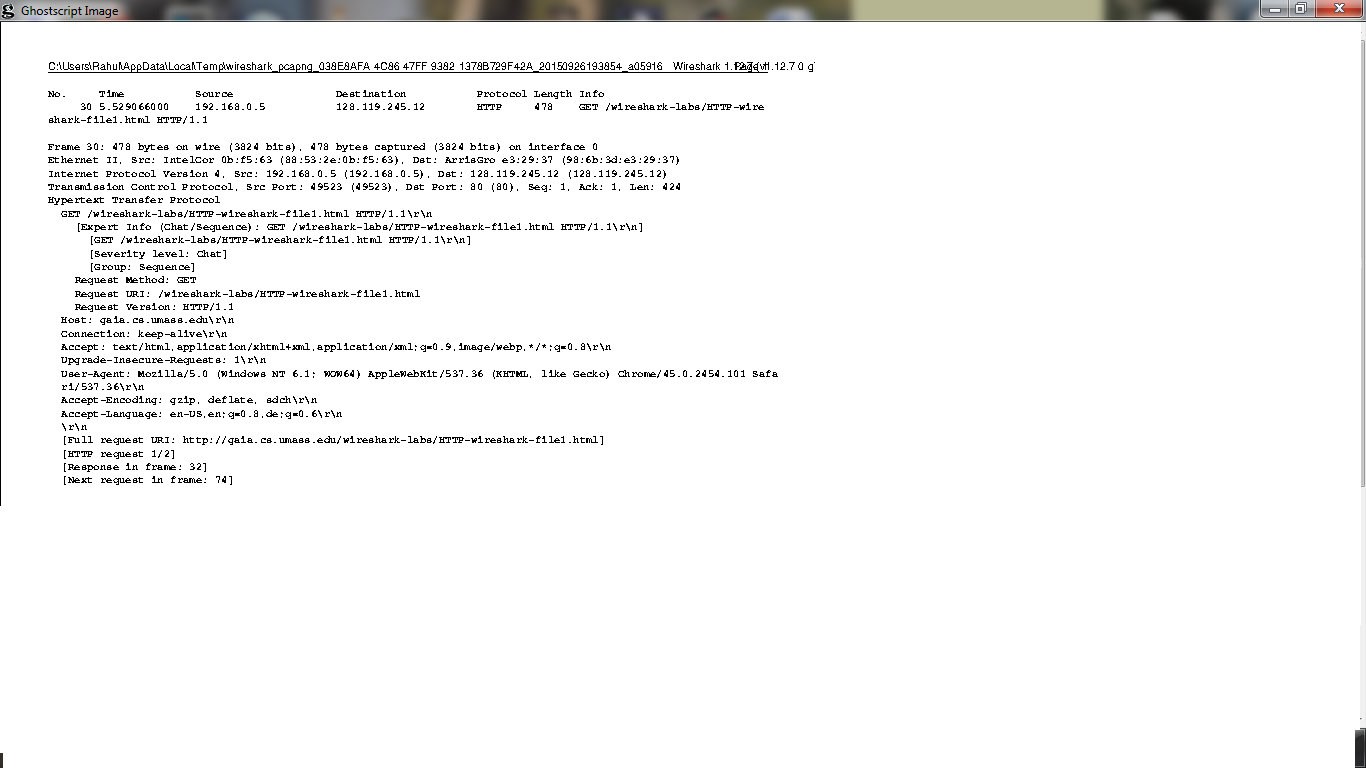 Ghostscript Image
C:\Users\Rahul\AppData\Local\Temp\wireshark_pcapng_038E8AFA 4C86 47FF 9382 1378B729F42A_20150926193854_a05916 Wireshark
No. Time Source Destination Protocol Length Info
30 5.529066000 192.168.0.5 128.119.245.12 HTTP 478 GET /wireshark-labs/HTTP-wire
shark-file1.html HTTP/1.1
Frame 30: 478 bytes on wire (3824 bits), 478 bytes captured (3824 bits) on interface 0
Ethernet II, Src: IntelCor 0b:f5:63 (88:53:2e:0b:f5:63), Dst: ArrisGro e3:29:37 (98:6b:3d:e3:29:37)
Internet Protocol Version 4, Src: 192.168.0.5 (192.168.0.5), Dst: 128.119.245.12 (128.119.245.12)
Transmission Control Protocol, Src Port: 49523 (49523), Dst Port: 80 (80), Seq: 1, Ack: 1, Len: 424
Hypertext Transfer Protocol
GET /wireshark-labs/HTTP-wireshark-file1.html HTTP/1.1\r\n
[Expert Info (Chat/Sequence): GET /wireshark-labs/HTTP-wireshark-file1.html HTTP/1.1\r\n]
[GET /wireshark-labs/HTTP-wireshark-file1.html HTTP/1.1\r\n]
[Severity level: Chat]
[Group: Sequence]
Request Method: GET
Request URI: /wireshark-labs/HTTP-wireshark-file1.html
Request Version: HTTP/1.1
Host: gaia.cs.umass.edu\r\n
Connection: keep-alive\r\n
Accept: text/html,application/xhtml+xml,application/xml;q=0.9,image/webp,*/*;q=0.8\r\n
Upgrade-Insecure-Requests: 1\r\n
User-Agent: Mozilla/5.0 (Windows NT 6.1; WOW64) AppleWebKit/537.36 (KHTML, like Gecko) Chrome/45.0.2454.101 Safa
ri/537.36\r\n
Accept-Encoding: gzip, deflate, sdch\r\n
Accept-Language: en-US,en;q=0.8,de;q=0.6\r\n
\r\n
[Full request URI: http://gaia.cs.umass.edu/wireshark-labs/HTTP-wireshark-file1.html]
[HTTP request 1/2]
[Response in frame: 32]
[Next request in frame: 74]